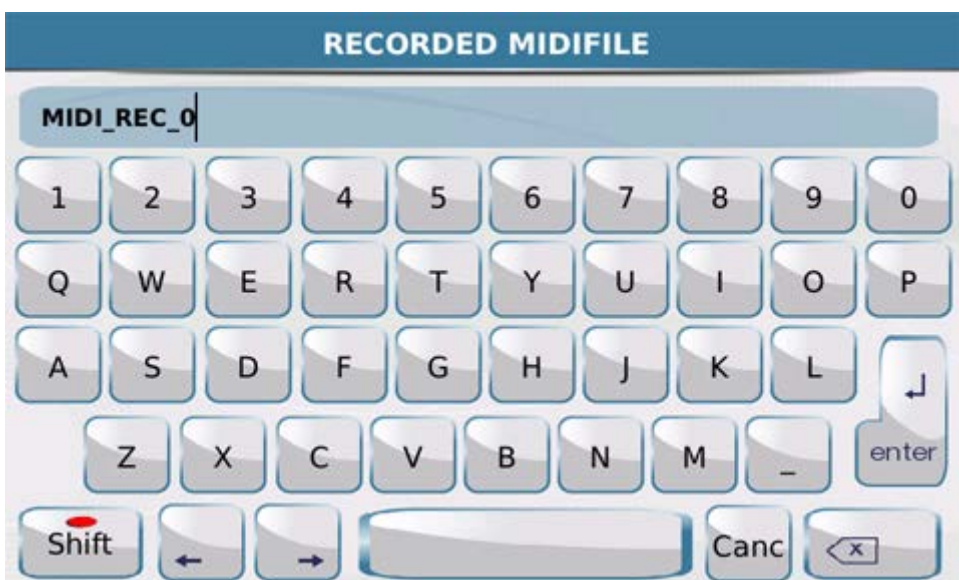 RECORDED MIDIFILE
MIDI_REC_0
1 2 3 4 5 6 7 8 9 0
Q W E R T Y U I O P
A S D F G H J K L
enter
Z X C V B N M _
Shift ← → Canc x